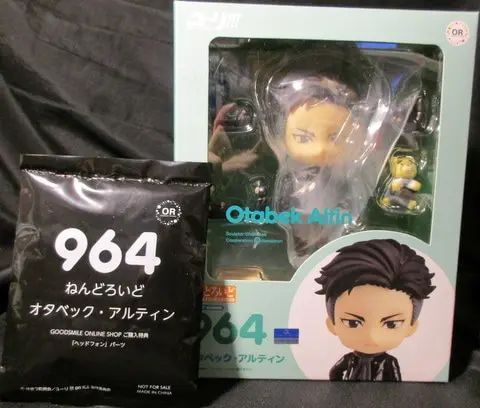 OR
964
ねんどろいど
オタベック・アルティン
GOODSMILE ONLINE SHOP ご購入特典
「ヘッドフォン」パーツ
NOT FOR SALE
MADE IN CHINA
ユーリ!!!
OR
Otabek Altin
964
オタベック・アルティン